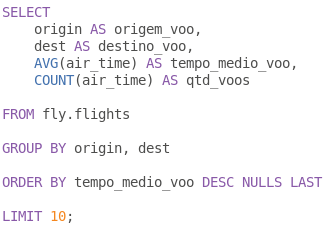 SELECT
    origin AS origem_voo,
    dest AS destino_voo,
    AVG(air_time) AS tempo_medio_voo,
    COUNT(air_time) AS qtd_voos
FROM fly.flights
GROUP BY origin, dest
ORDER BY tempo_medio_voo DESC NULLS LAST
LIMIT 10;